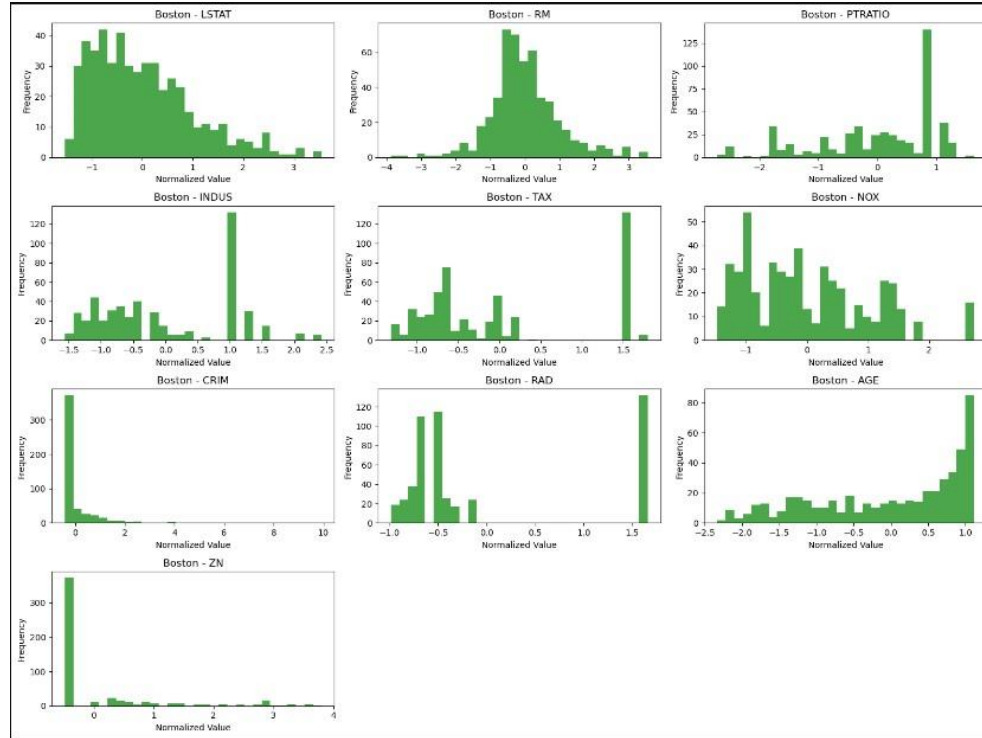 Boston - LSTAT
Frequency
40
30
20
10
0
−1 0 1 2 3
Normalized Value
Boston - RM
Frequency
60
40
20
0
−4 −3 −2 −1 0 1 2 3
Normalized Value
Boston - PTRATIO
Frequency
125
100
75
50
25
0
−2 −1 0 1
Normalized Value
Boston - INDUS
Frequency
120
100
80
60
40
20
0
−1.5 −1.0 −0.5 0.0 0.5 1.0 1.5 2.0 2.5
Normalized Value
Boston - TAX
Frequency
120
100
80
60
40
20
0
−1.0 −0.5 0.0 0.5 1.0 1.5
Normalized Value
Boston - NOX
Frequency
50
40
30
20
10
0
−1 0 1 2
Normalized Value
Boston - CRIM
Frequency
300
200
100
0
0 2 4 6 8 10
Normalized Value
Boston - RAD
Frequency
120
100
80
60
40
20
0
−1.0 −0.5 0.0 0.5 1.0 1.5
Normalized Value
Boston - AGE
Frequency
80
60
40
20
0
−2.5 −2.0 −1.5 −1.0 −0.5 0.0 0.5 1.0
Normalized Value
Boston - ZN
Frequency
300
200
100
0
0 1 2 3 4
Normalized Value